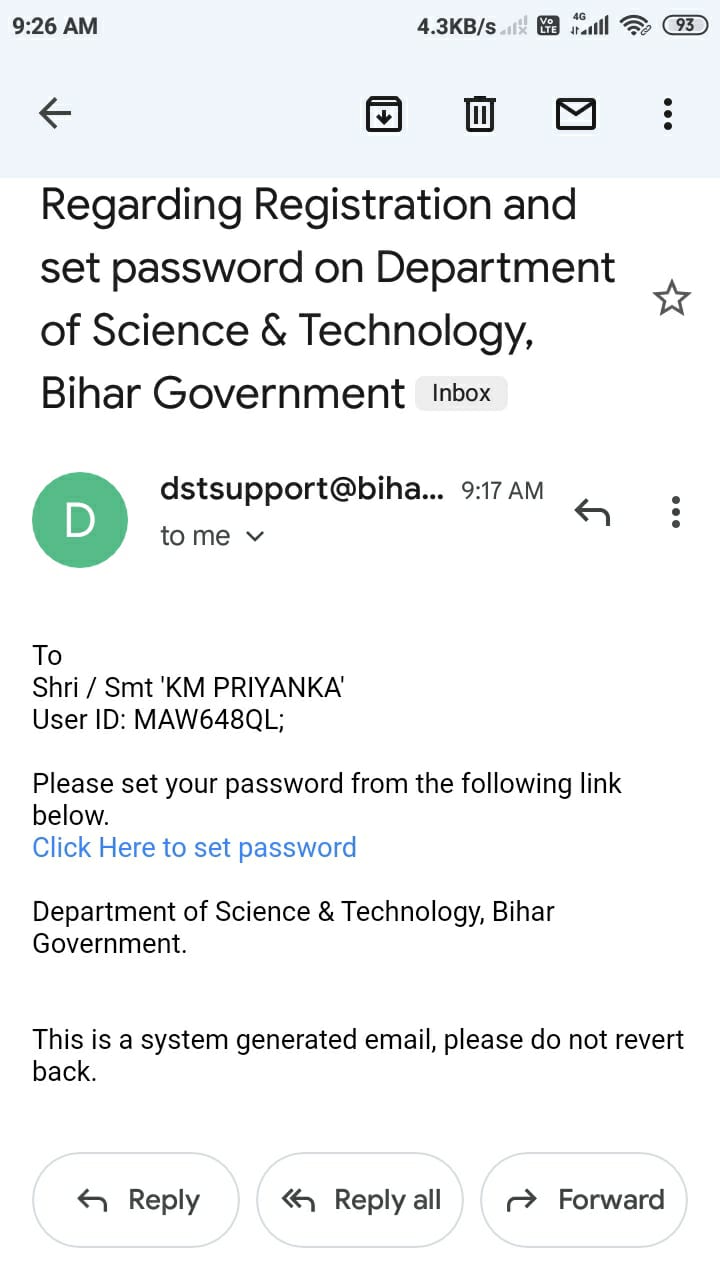 9:26 AM 4.3KB/s Vo LTE 4G 93
Regarding Registration and
set password on Department
of Science & Technology,
Bihar Government Inbox
D
dstsupport@biha... 9:17 AM
to me
To
Shri / Smt 'KM PRIYANKA'
User ID: MAW648QL;
Please set your password from the following link
below.
Click Here to set password
Department of Science & Technology, Bihar
Government.
This is a system generated email, please do not revert
back.
Reply Reply all Forward